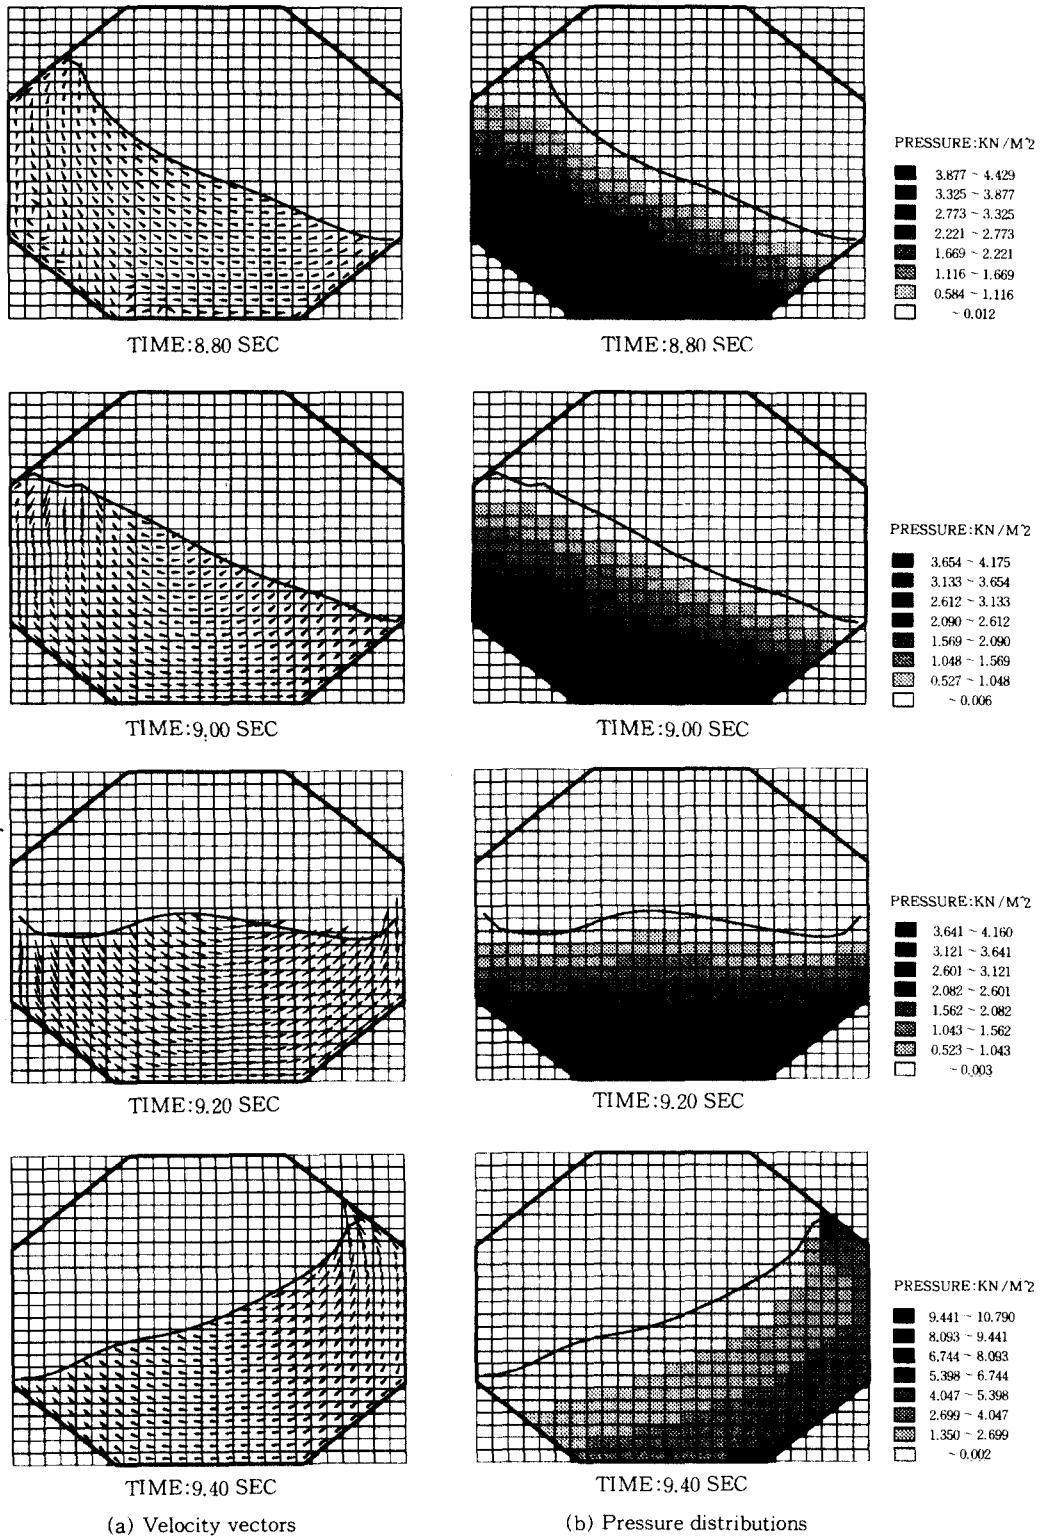 PRESSURE:KN/M^2
3.877 ~ 4.429
3.325 ~ 3.877
2.773 ~ 3.325
2.221 ~ 2.773
1.669 ~ 2.221
1.116 ~ 1.669
0.584 ~ 1.116
~ 0.012
TIME:8.80 SEC
TIME:8.80 SEC
PRESSURE:KN/M^2
3.654 ~ 4.175
3.133 ~ 3.654
2.612 ~ 3.133
2.090 ~ 2.612
1.569 ~ 2.090
1.048 ~ 1.569
0.527 ~ 1.048
~ 0.006
TIME:9.00 SEC
TIME:9.00 SEC
PRESSURE:KN/M^2
3.641 ~ 4.160
3.121 ~ 3.641
2.601 ~ 3.121
2.082 ~ 2.601
1.562 ~ 2.082
1.043 ~ 1.562
0.523 ~ 1.043
~ 0.003
TIME:9.20 SEC
TIME:9.20 SEC
PRESSURE:KN/M^2
9.441 ~ 10.790
8.093 ~ 9.441
6.744 ~ 8.093
5.398 ~ 6.744
4.047 ~ 5.398
2.699 ~ 4.047
1.350 ~ 2.699
~ 0.002
TIME:9.40 SEC
TIME:9.40 SEC
(a) Velocity vectors
(b) Pressure distributions